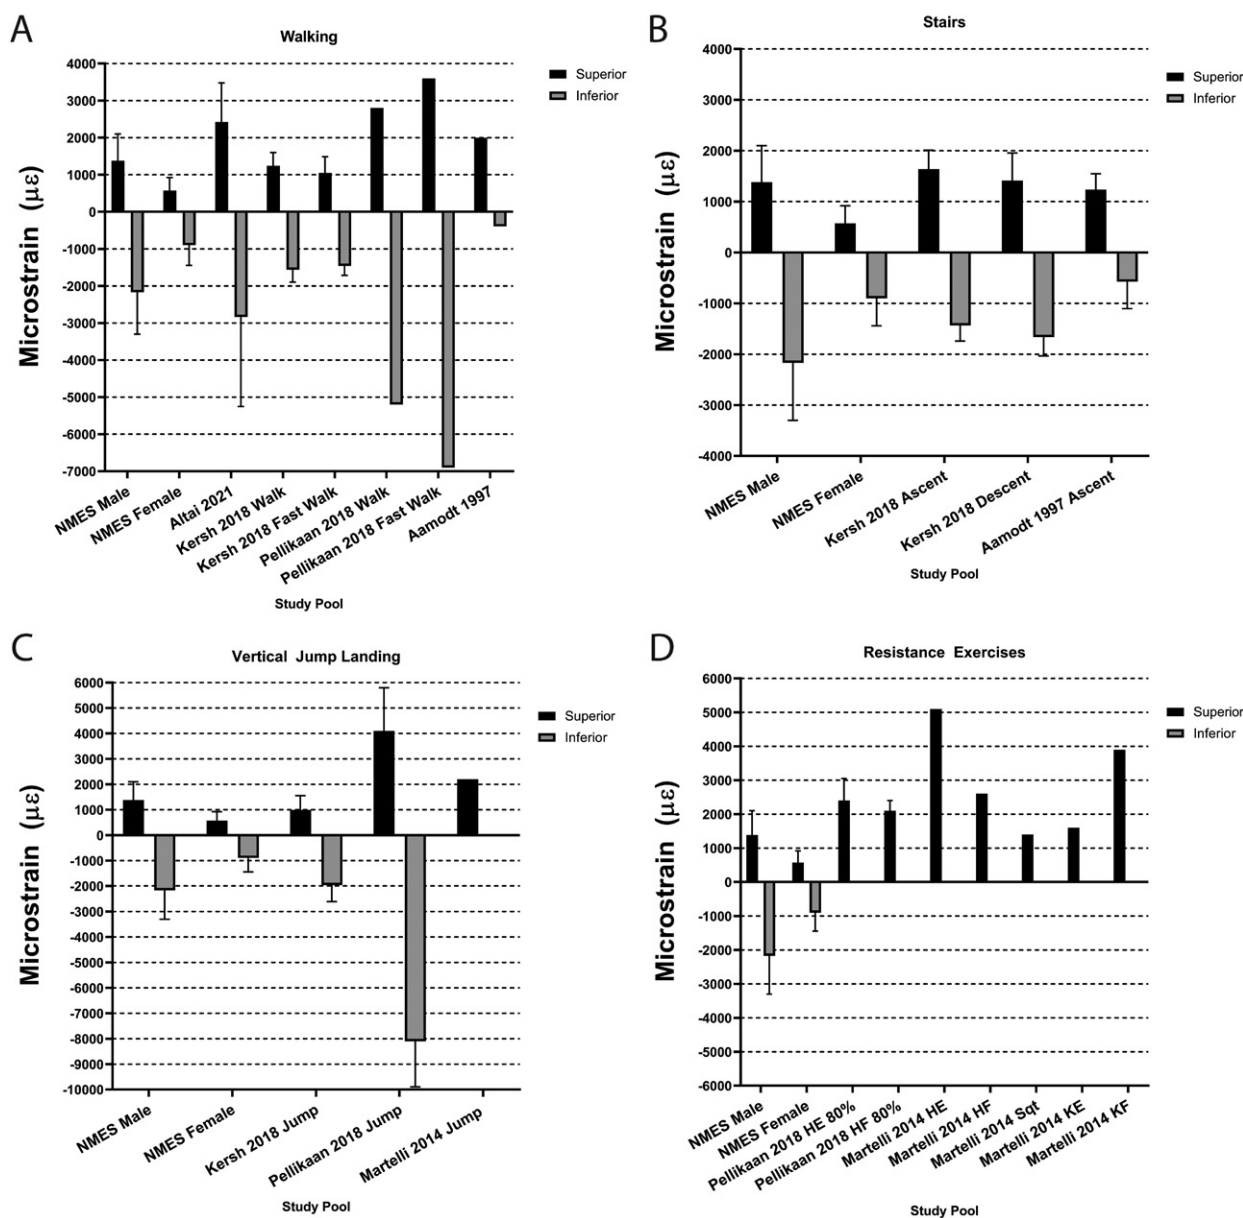 A
Walking
4000
3000
2000
1000
0
-1000
-2000
-3000
-4000
-5000
-6000
-7000
Microstrain (με)
Superior
Inferior
NMES Male
NMES Female
Altai 2021
Kersh 2018 Walk
Kersh 2018 Fast Walk
Pellikaan 2018 Walk
Pellikaan 2018 Fast Walk
Aamodt 1997
Study Pool
B
Stairs
4000
3000
2000
1000
0
-1000
-2000
-3000
-4000
Microstrain (με)
Superior
Inferior
NMES Male
NMES Female
Kersh 2018 Ascent
Kersh 2018 Descent
Aamodt 1997 Ascent
Study Pool
C
Vertical Jump Landing
6000
5000
4000
3000
2000
1000
0
-1000
-2000
-3000
-4000
-5000
-6000
-7000
-8000
-9000
-10000
Microstrain (με)
Superior
Inferior
NMES Male
NMES Female
Kersh 2018 Jump
Pellikaan 2018 Jump
Martelli 2014 Jump
Study Pool
D
Resistance Exercises
6000
5000
4000
3000
2000
1000
0
-1000
-2000
-3000
-4000
-5000
-6000
Microstrain (με)
Superior
Inferior
NMES Male
NMES Female
Pellikaan 2018 HE 80%
Pellikaan 2018 HF 80%
Martelli 2014 HE
Martelli 2014 HF
Martelli 2014 Sqt
Martelli 2014 KE
Martelli 2014 KF
Study Pool